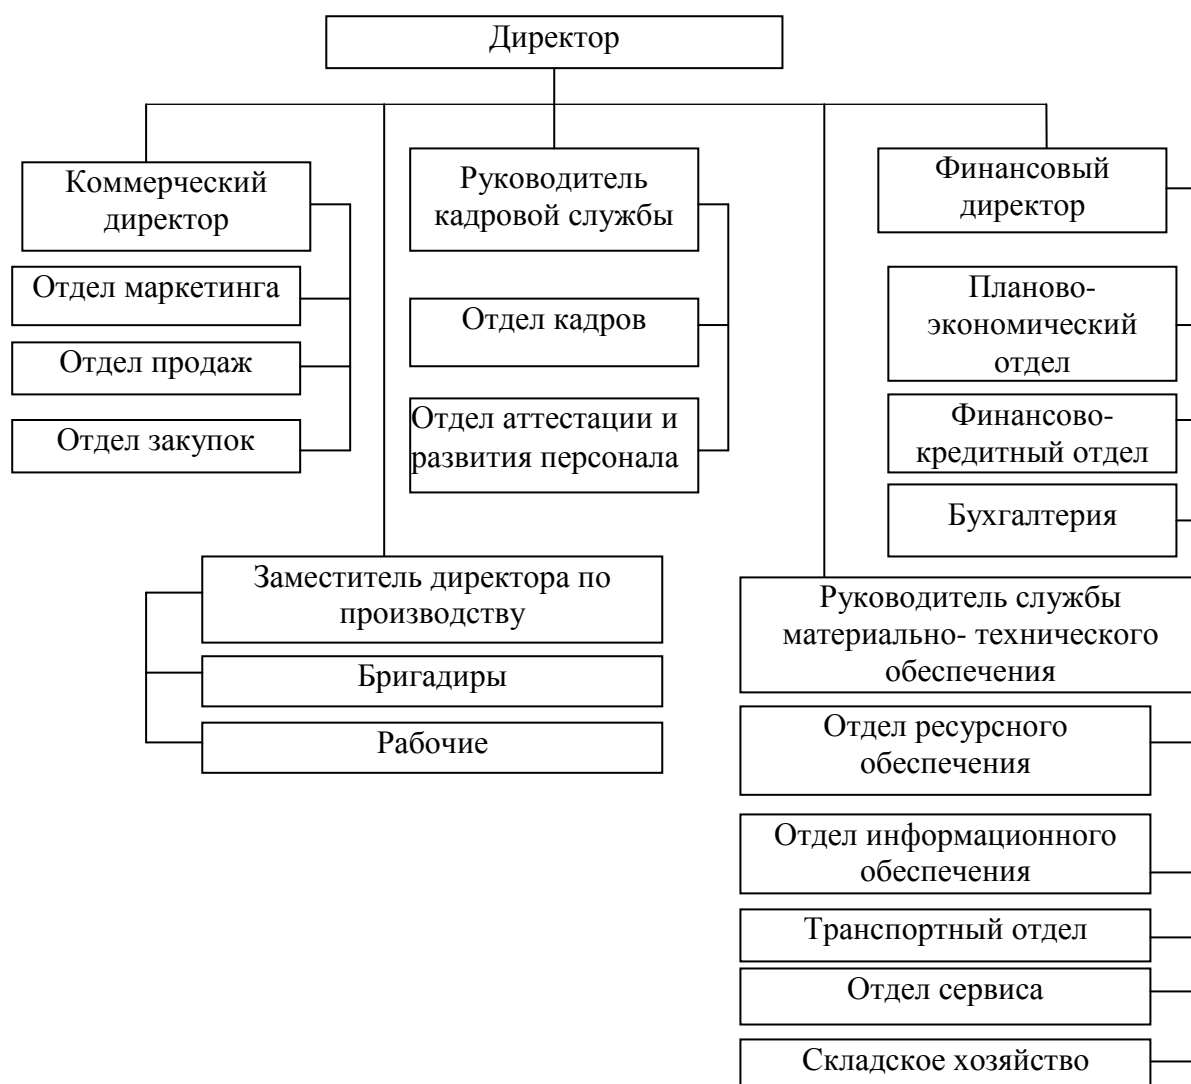 Директор
Коммерческий
директор
Отдел маркетинга
Отдел продаж
Отдел закупок
Руководитель
кадровой службы
Отдел кадров
Отдел аттестации и
развития персонала
Финансовый
директор
Планово-
экономический
отдел
Финансово-
кредитный отдел
Бухгалтерия
Заместитель директора по
производству
Бригадиры
Рабочие
Руководитель службы
материально- технического
обеспечения
Отдел ресурсного
обеспечения
Отдел информационного
обеспечения
Транспортный отдел
Отдел сервиса
Складское хозяйство